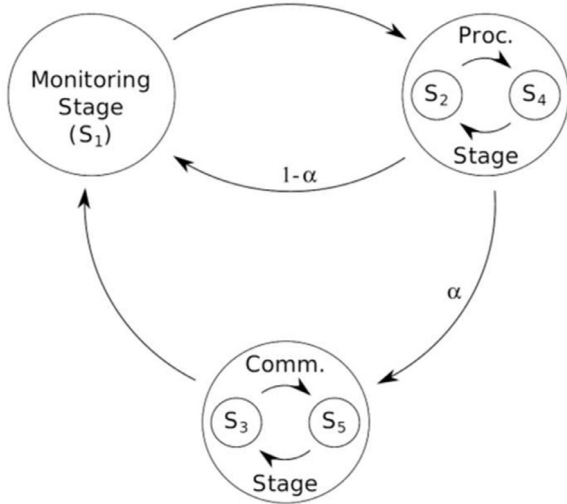 Monitoring
Stage
(S₁)
Proc.
S₂
S₄
Stage
1-α
α
Comm.
S₃
S₅
Stage